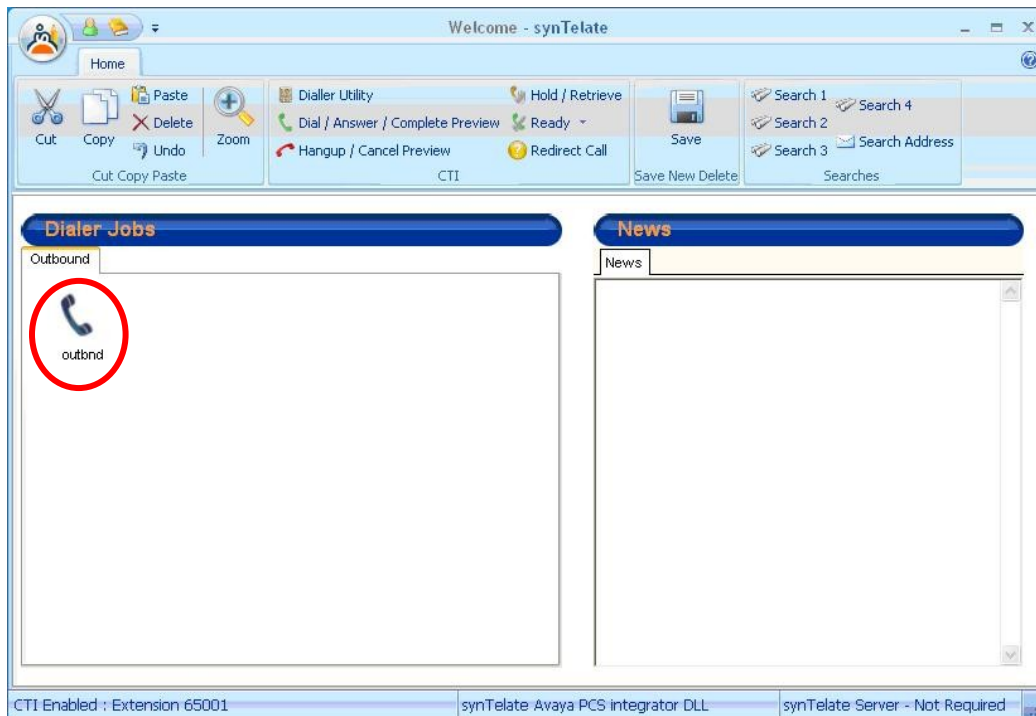 Welcome - synTelate
Home
Cut
Copy
Paste
Delete
Undo
Zoom
Cut Copy Paste
Dialler Utility
Dial / Answer / Complete Preview
Hangup / Cancel Preview
Hold / Retrieve
Ready
Redirect Call
CTI
Save
Save New Delete
Search 1
Search 2
Search 3
Search 4
Search Address
Searches
Dialer Jobs
Outbound
outbnd
News
News
CTI Enabled : Extension 65001
synTelate Avaya PCS integrator DLL
synTelate Server - Not Required